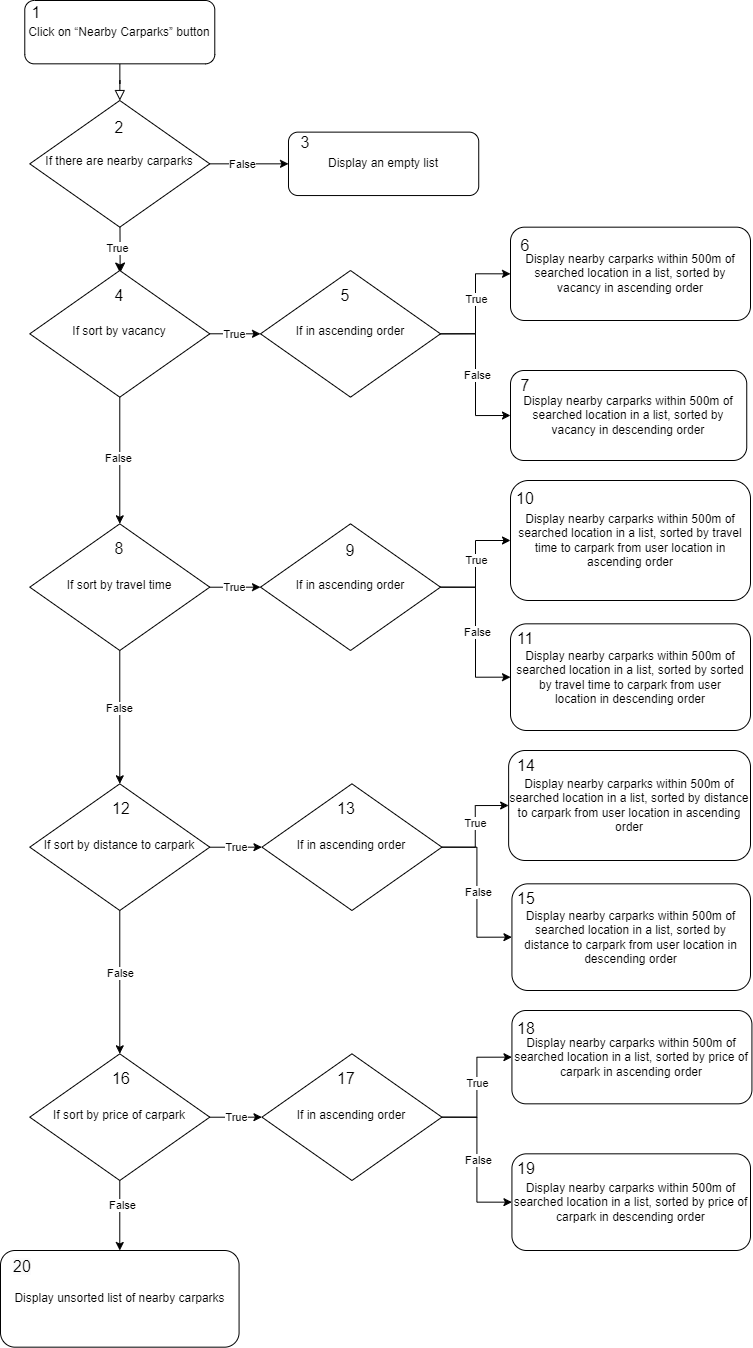 1
Click on “Nearby Carparks” button
2
If there are nearby carparks
False
3
Display an empty list
True
4
If sort by vacancy
True
5
If in ascending order
True
6
Display nearby carparks within 500m of
searched location in a list, sorted by
vacancy in ascending order
False
7
Display nearby carparks within 500m of
searched location in a list, sorted by
vacancy in descending order
False
8
If sort by travel time
True
9
If in ascending order
True
10
Display nearby carparks within 500m of
searched location in a list, sorted by travel
time to carpark from user location in
ascending order
False
11
Display nearby carparks within 500m of
searched location in a list, sorted by sorted
by travel time to carpark from user
location in descending order
False
12
If sort by distance to carpark
True
13
If in ascending order
True
14
Display nearby carparks within 500m of
searched location in a list, sorted by distance
to carpark from user location in ascending
order
False
15
Display nearby carparks within 500m of
searched location in a list, sorted by
distance to carpark from user location in
descending order
False
16
If sort by price of carpark
True
17
If in ascending order
True
18
Display nearby carparks within 500m of
searched location in a list, sorted by price of
carpark in ascending order
False
19
Display nearby carparks within 500m of
searched location in a list, sorted by price of
carpark in descending order
False
20
Display unsorted list of nearby carparks